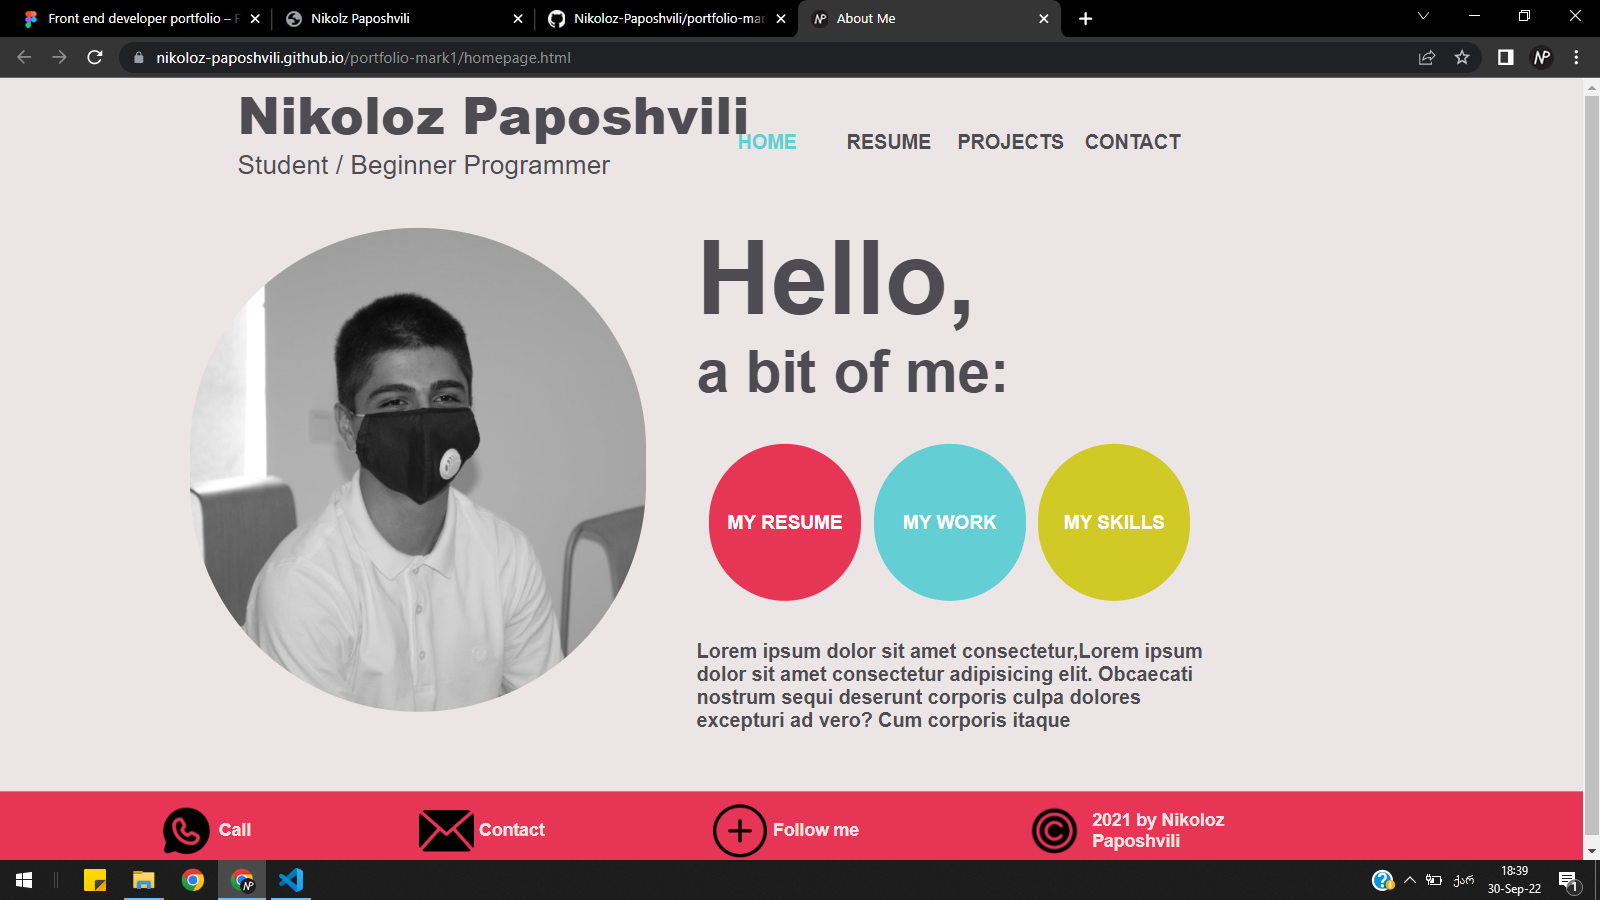 Front end developer portfolio – F
Nikolz Paposhvili
Nikoloz-Paposhvili/portfolio-mar
NP About Me
nikoloz-paposhvili.github.io/portfolio-mark1/homepage.html
NP
Nikoloz Paposhvili
Student / Beginner Programmer
HOME RESUME PROJECTS CONTACT
Hello,
a bit of me:
MY RESUME MY WORK MY SKILLS
Lorem ipsum dolor sit amet consectetur,Lorem ipsum
dolor sit amet consectetur adipisicing elit. Obcaecati
nostrum sequi deserunt corporis culpa dolores
excepturi ad vero? Cum corporis itaque
Call
Contact
Follow me
2021 by Nikoloz
Paposhvili
NP
ქარ
18:39
30-Sep-22
1